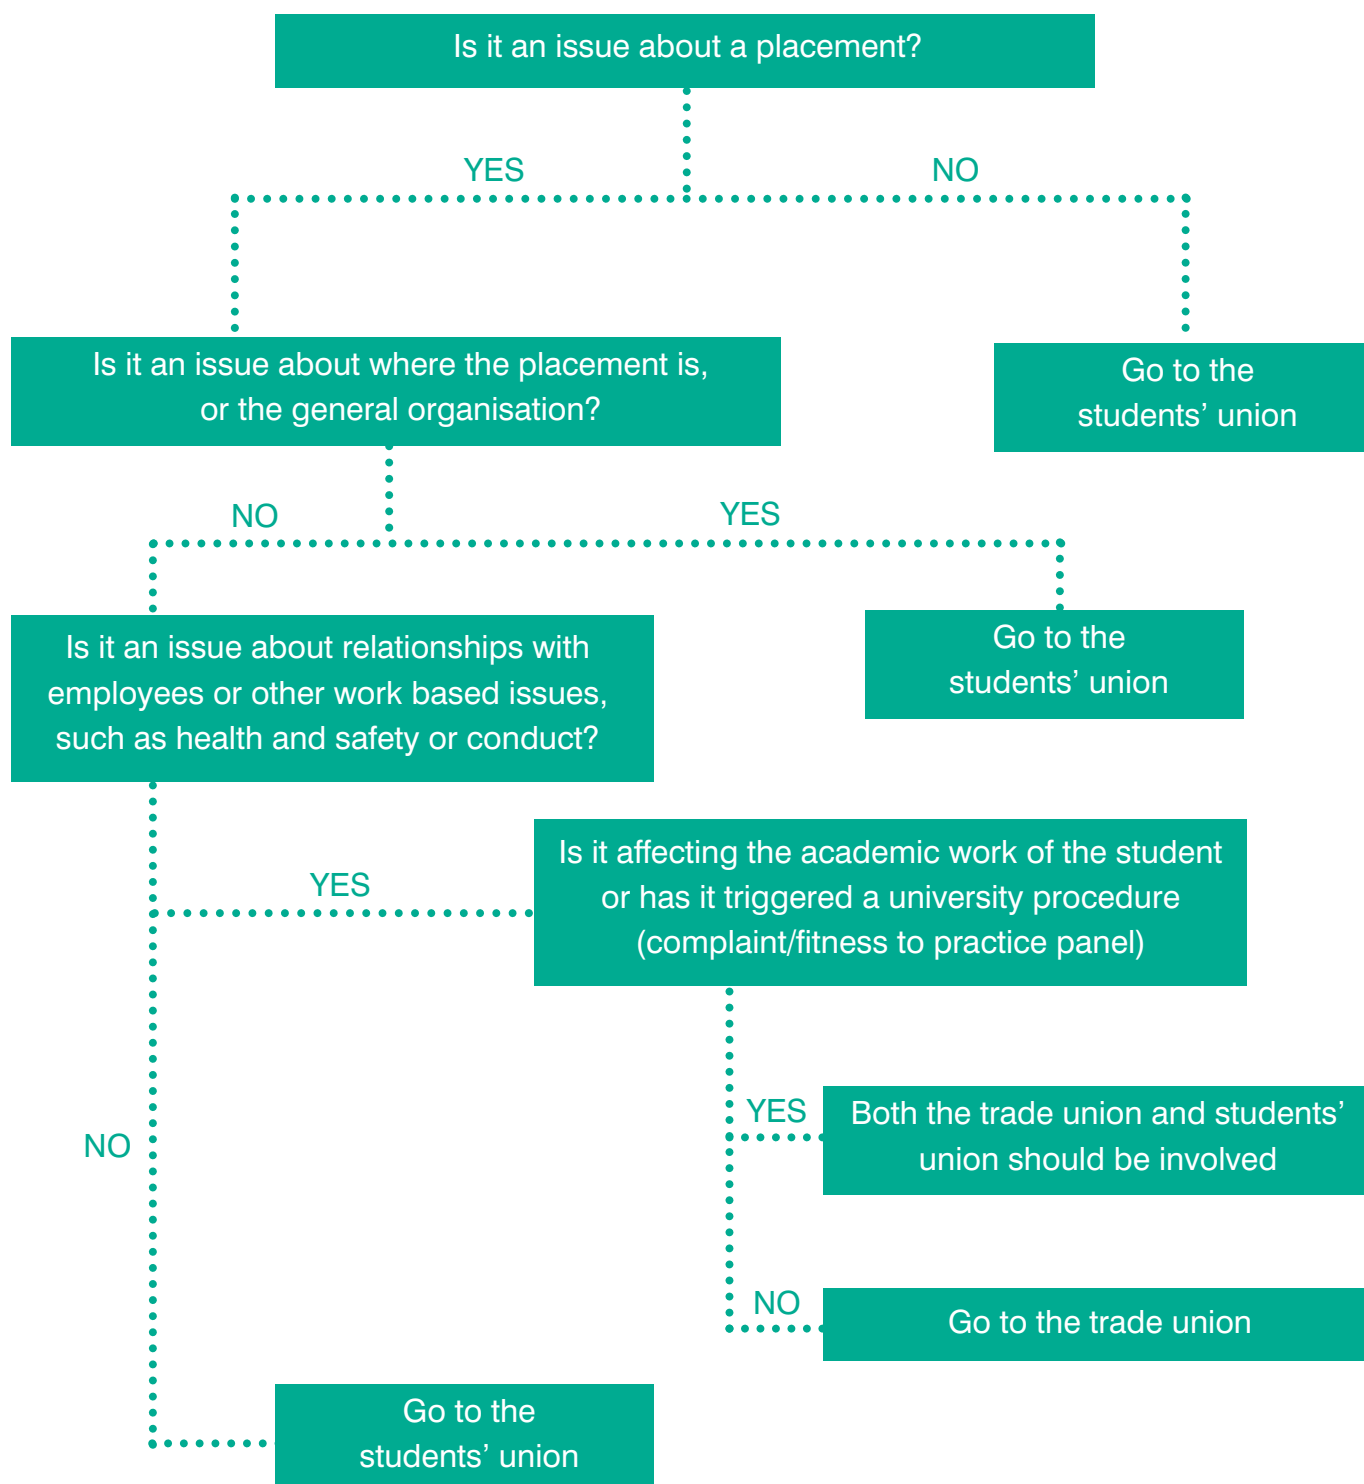 Is it an issue about a placement?
YES
NO
Is it an issue about where the placement is,
or the general organisation?
Go to the
students’ union
NO
YES
Is it an issue about relationships with
employees or other work based issues,
such as health and safety or conduct?
Go to the
students’ union
YES
Is it affecting the academic work of the student
or has it triggered a university procedure
(complaint/fitness to practice panel)
NO
YES
Both the trade union and students’
union should be involved
NO
Go to the trade union
Go to the
students’ union